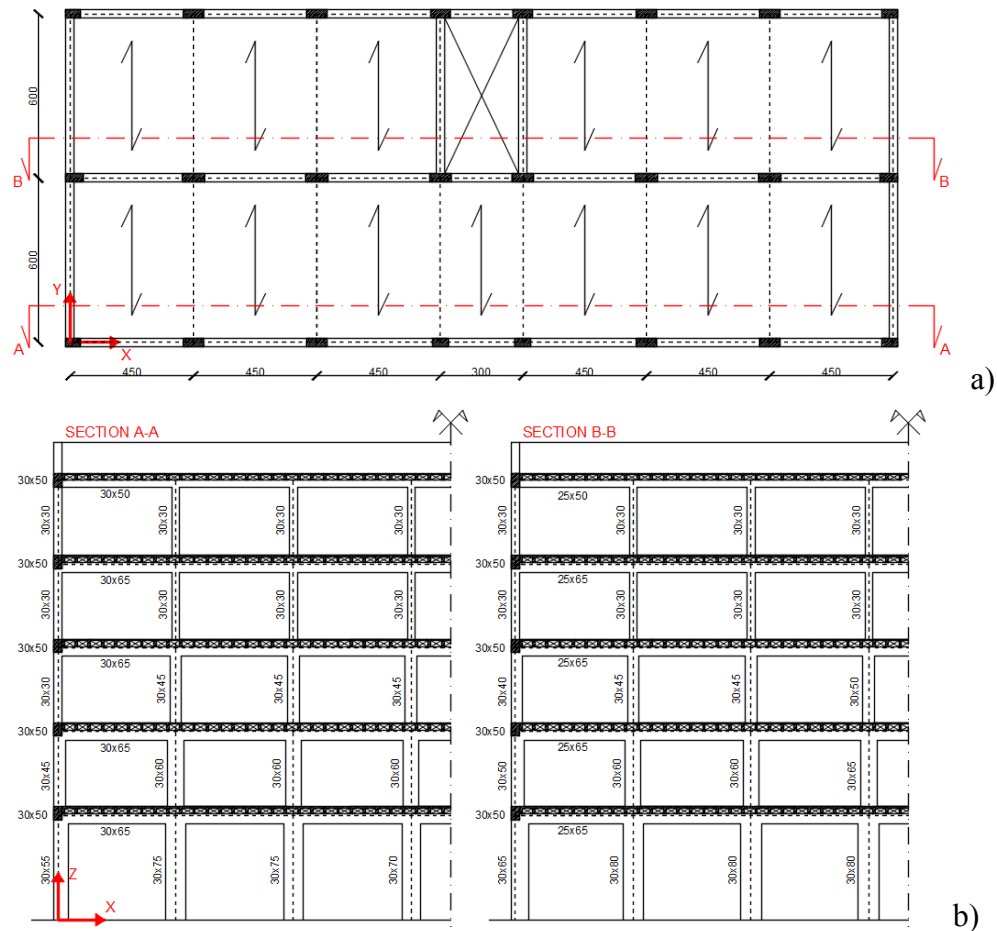 600
600
B
B
Y
A
X
A
450
450
450
300
450
450
450
a)
SECTION A-A
SECTION B-B
30x50
30x50
30x50
25x50
30x30
30x30
30x30
30x30
30x30
30x30
30x30
30x30
30x50
30x50
30x65
25x65
30x30
30x30
30x30
30x30
30x30
30x30
30x30
30x30
30x50
30x50
30x65
25x65
30x30
30x45
30x45
30x45
30x40
30x45
30x45
30x50
30x50
30x50
30x65
25x65
30x45
30x60
30x60
30x60
30x50
30x60
30x60
30x65
30x50
30x50
30x65
25x65
30x55
30x75
30x75
30x70
30x65
30x80
30x80
30x80
Z
X
b)